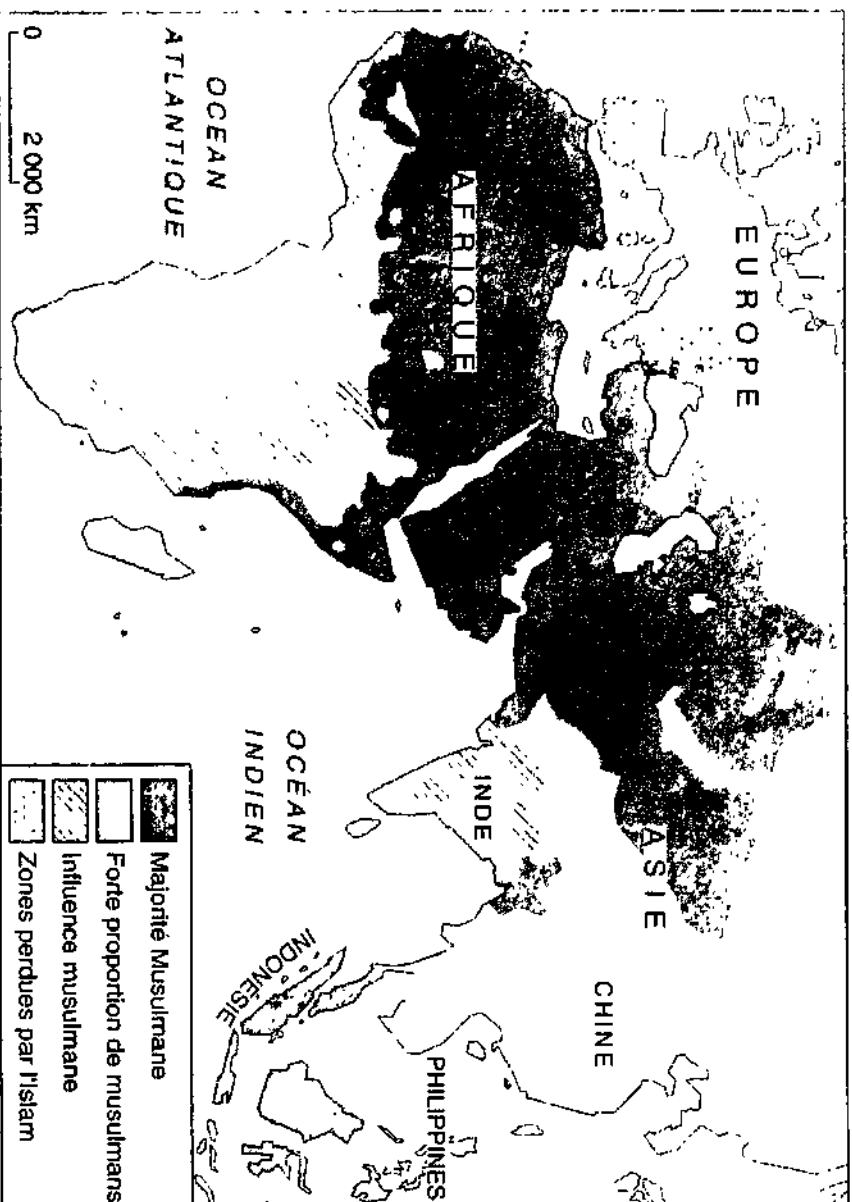 EUROPE
ASIE
CHINE
AFRIQUE
INDE
PHILIPPINES
INDONÉSIE
OCEAN
ATLANTIQUE
OCÉAN
INDIEN
0 2 000 km
Majorité Musulmane
Forte proportion de musulmans
Influence musulmane
Zones perdues par l'Islam